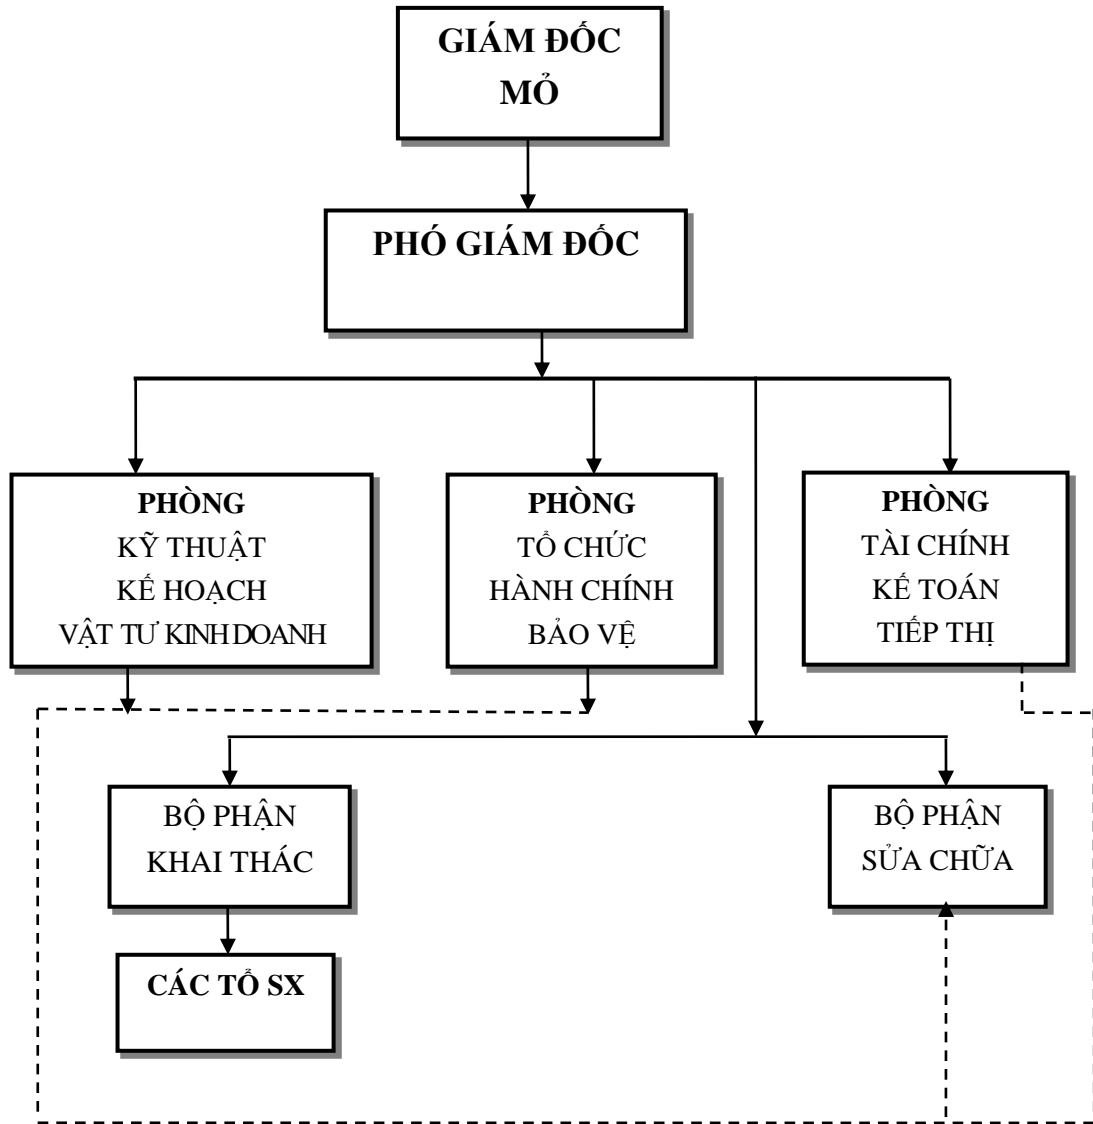 GIÁM ĐỐC
MỎ
PHÓ GIÁM ĐỐC
PHÒNG
KỸ THUẬT
KẾ HOẠCH
VẬT TƯ KINH DOANH
PHÒNG
TỔ CHỨC
HÀNH CHÍNH
BẢO VỆ
PHÒNG
TÀI CHÍNH
KẾ TOÁN
TIẾP THỊ
BỘ PHẬN
KHAI THÁC
BỘ PHẬN
SỬA CHỮA
CÁC TỔ SX